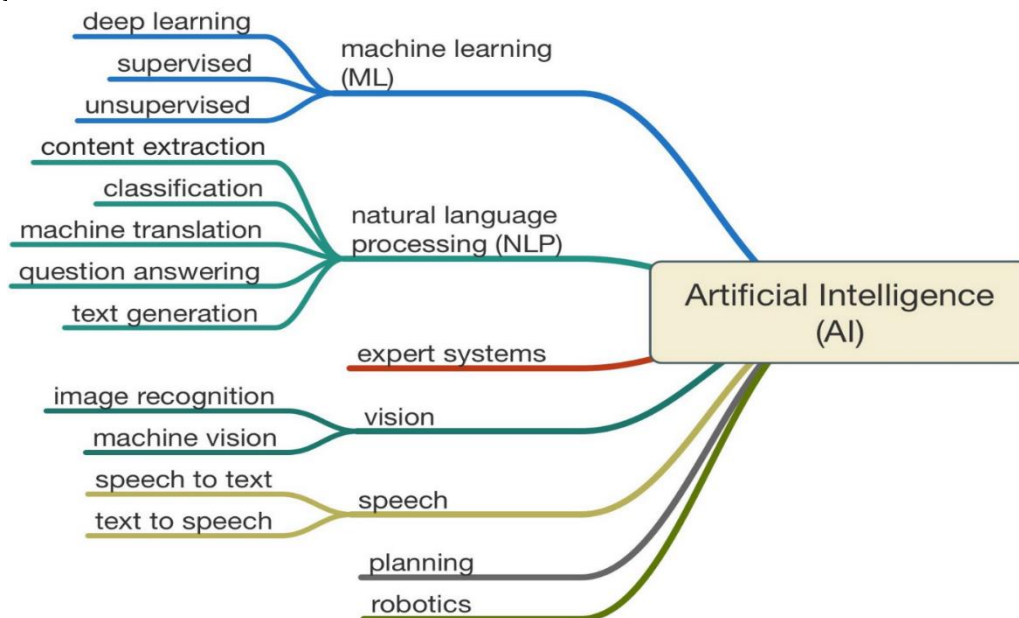 deep learning
supervised
unsupervised
machine learning
(ML)
content extraction
classification
machine translation
question answering
text generation
natural language
processing (NLP)
Artificial Intelligence
(AI)
expert systems
image recognition
machine vision
vision
speech to text
text to speech
speech
planning
robotics